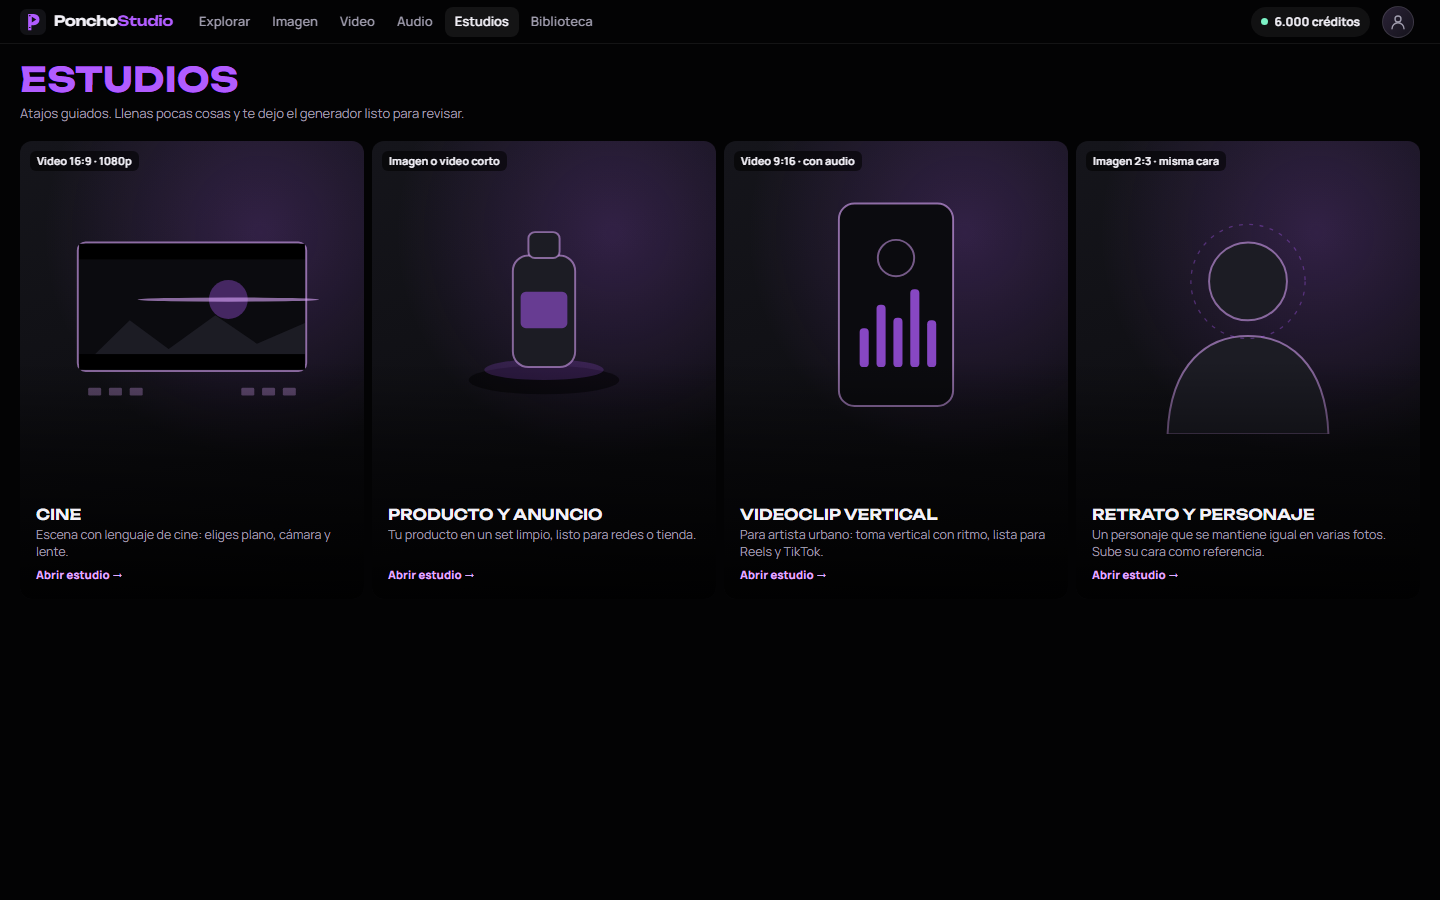 PonchoStudio Explorar Imagen Video Audio Estudios Biblioteca 6.000 créditos
ESTUDIOS
Atajos guiados. Llenas pocas cosas y te dejo el generador listo para revisar.
Video 16:9 · 1080p
CINE
Escena con lenguaje de cine: eliges plano, cámara y
lente.
Abrir estudio →
Imagen o video corto
PRODUCTO Y ANUNCIO
Tu producto en un set limpio, listo para redes o tienda.
Abrir estudio →
Video 9:16 · con audio
VIDEOCLIP VERTICAL
Para artista urbano: toma vertical con ritmo, lista para
Reels y TikTok.
Abrir estudio →
Imagen 2:3 · misma cara
RETRATO Y PERSONAJE
Un personaje que se mantiene igual en varias fotos.
Sube su cara como referencia.
Abrir estudio →